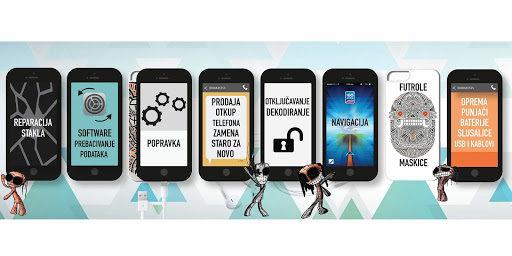 REPARACIJA
STAKLA
SOFTWARE
PREBACIVANJE
PODATAKA
POPRAVKA
PRODAJA
OTKUP
TELEFONA
ZAMENA
STARO ZA
NOVO
OTKLJUČAVANJE
DEKODIRANJE
NAVIGACIJA
FUTROLE
MASKICE
OPREMA
PUNJAČI
BATERIJE
SLUSALICE
USB I KABLOVI